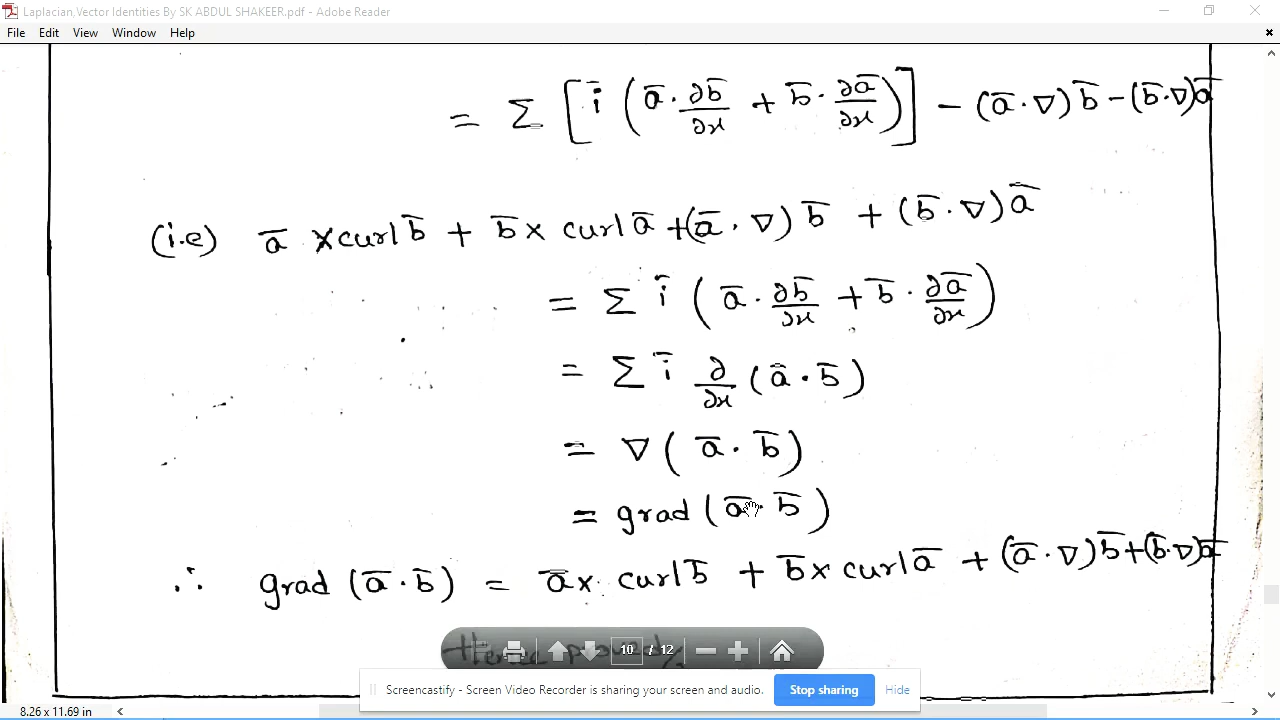 Laplacian,Vector Identities By SK ABDUL SHAKEER.pdf - Adobe Reader
File Edit View Window Help
= Σ [ i̅ ( a̅ · ∂b̅/∂x + b̅ · ∂a̅/∂x ) ] − (a̅ · ∇) b̅ − (b̅ · ∇) a̅
(i.e) a̅ × curl b̅ + b̅ × curl a̅ + (a̅ · ∇) b̅ + (b̅ · ∇) a̅
= Σ i̅ ( a̅ · ∂b̅/∂x + b̅ · ∂a̅/∂x )
= Σ i̅ ∂/∂x (a̅ · b̅)
= ∇ ( a̅ · b̅ )
= grad ( a̅ · b̅ )
∴ grad (a̅ · b̅) = a̅ × curl b̅ + b̅ × curl a̅ + (a̅ · ∇) b̅ + (b̅ · ∇) a̅
Hence proved
10 / 12
Screencastify - Screen Video Recorder is sharing your screen and audio. Stop sharing Hide
8.26 x 11.69 in